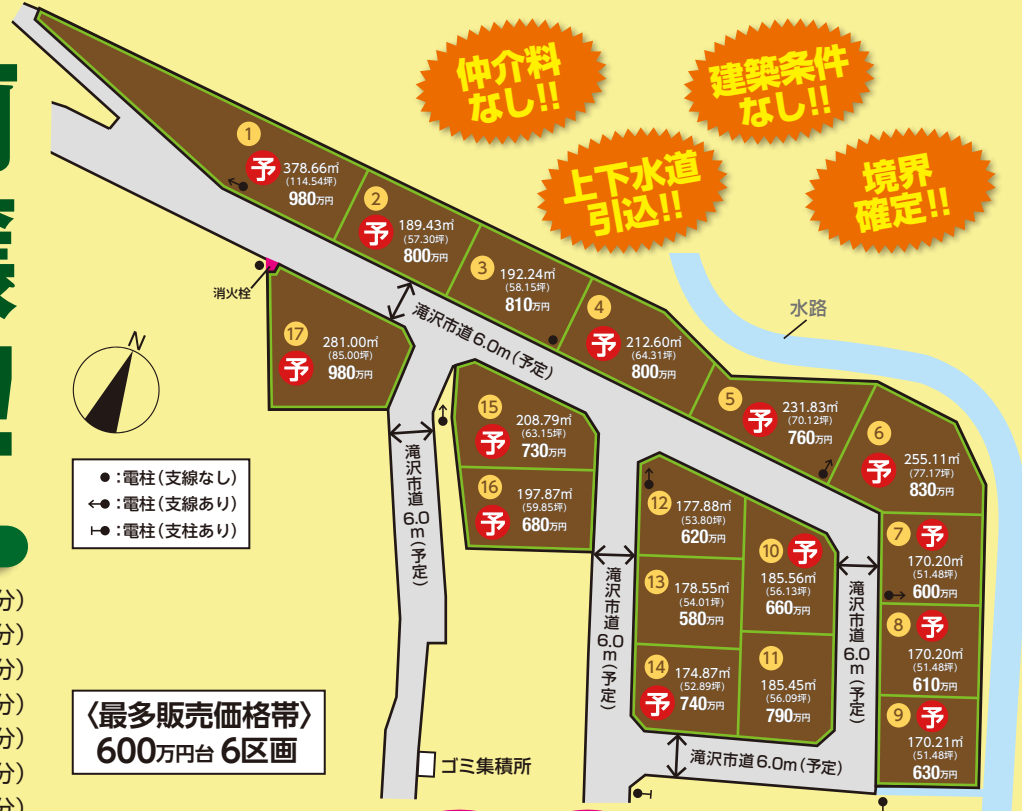 仲介料
なし!!
建築条件
なし!!
上下水道
引込!!
境界
確定!!
水路
1
予
378.66㎡
(114.54坪)
980万円
2
予
189.43㎡
(57.30坪)
800万円
3
192.24㎡
(58.15坪)
810万円
4
予
212.60㎡
(64.31坪)
800万円
5
予
231.83㎡
(70.12坪)
760万円
6
予
255.11㎡
(77.17坪)
830万円
消火栓
17
予
281.00㎡
(85.00坪)
980万円
滝沢市道6.0m(予定)
N
15
予
208.79㎡
(63.15坪)
730万円
16
予
197.87㎡
(59.85坪)
680万円
滝沢市道6.0m(予定)
●:電柱(支線なし)
←●:電柱(支線あり)
⊢●:電柱(支柱あり)
12
177.88㎡
(53.80坪)
620万円
10
予
185.56㎡
(56.13坪)
660万円
13
178.55㎡
(54.01坪)
580万円
14
予
174.87㎡
(52.89坪)
740万円
11
185.45㎡
(56.09坪)
790万円
滝沢市道6.0m(予定)
滝沢市道6.0m(予定)
7
予
170.20㎡
(51.48坪)
600万円
8
予
170.20㎡
(51.48坪)
610万円
9
予
170.21㎡
(51.48坪)
630万円
滝沢市道6.0m(予定)
〈最多販売価格帯〉
600万円台 6区画
ゴミ集積所
分)
分)
分)
分)
分)
分)
分)